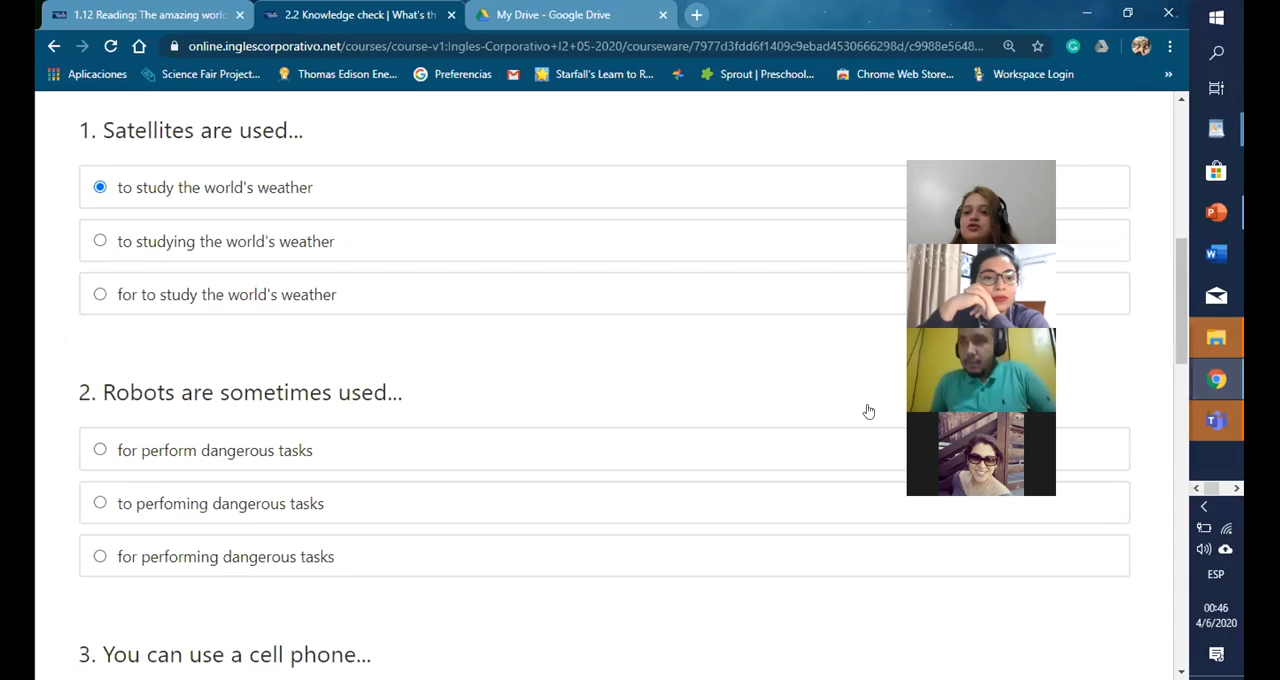 1.12 Reading: The amazing world
2.2 Knowledge check | What's th
My Drive - Google Drive
online.inglescorporativo.net/courses/course-v1:Ingles-Corporativo+I2+05-2020/courseware/7977d3fdd6f1409c9ebad4530666298d/c9988e5648...
Aplicaciones Science Fair Project... Thomas Edison Ene... Preferencias Starfall's Learn to R... Sprout | Preschool... Chrome Web Store... Workspace Login »
1. Satellites are used...
to study the world's weather
to studying the world's weather
for to study the world's weather
2. Robots are sometimes used...
for perform dangerous tasks
to perfoming dangerous tasks
for performing dangerous tasks
3. You can use a cell phone...
ESP
00:46
4/6/2020